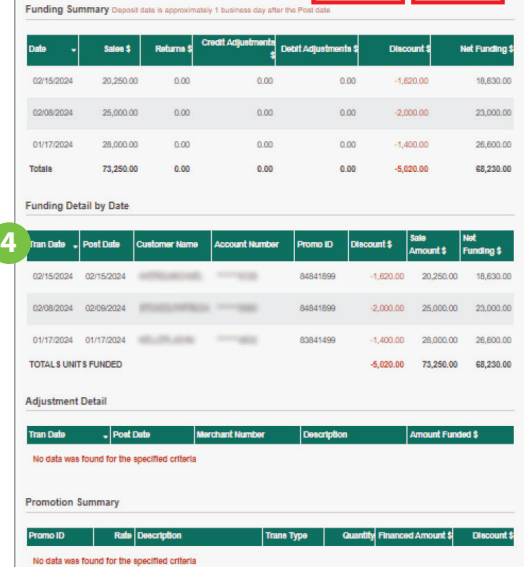 Funding Summary Deposit date is approximately 1 business day after the Post date
Date Sales $ Returns $ Credit Adjustments $ Debit Adjustments $ Discount $ Net Funding $
02/15/2024 20,250.00 0.00 0.00 0.00 -1,620.00 18,630.00
02/08/2024 25,000.00 0.00 0.00 0.00 -2,000.00 23,000.00
01/17/2024 28,000.00 0.00 0.00 0.00 -1,400.00 26,600.00
Totals 73,250.00 0.00 0.00 0.00 -5,020.00 68,230.00
Funding Detail by Date
4
Tran Date Post Date Customer Name Account Number Promo ID Discount $ Sale Amount $ Net Funding $
02/15/2024 02/15/2024 84841899 -1,620.00 20,250.00 18,630.00
02/08/2024 02/09/2024 84841899 -2,000.00 25,000.00 23,000.00
01/17/2024 01/17/2024 83841499 -1,400.00 28,000.00 26,600.00
TOTAL $ UNITS FUNDED -5,020.00 73,250.00 68,230.00
Adjustment Detail
Tran Date Post Date Merchant Number Description Amount Funded $
No data was found for the specified criteria
Promotion Summary
Promo ID Rate Description Trans Type Quantity Financed Amount $ Discount $
No data was found for the specified criteria